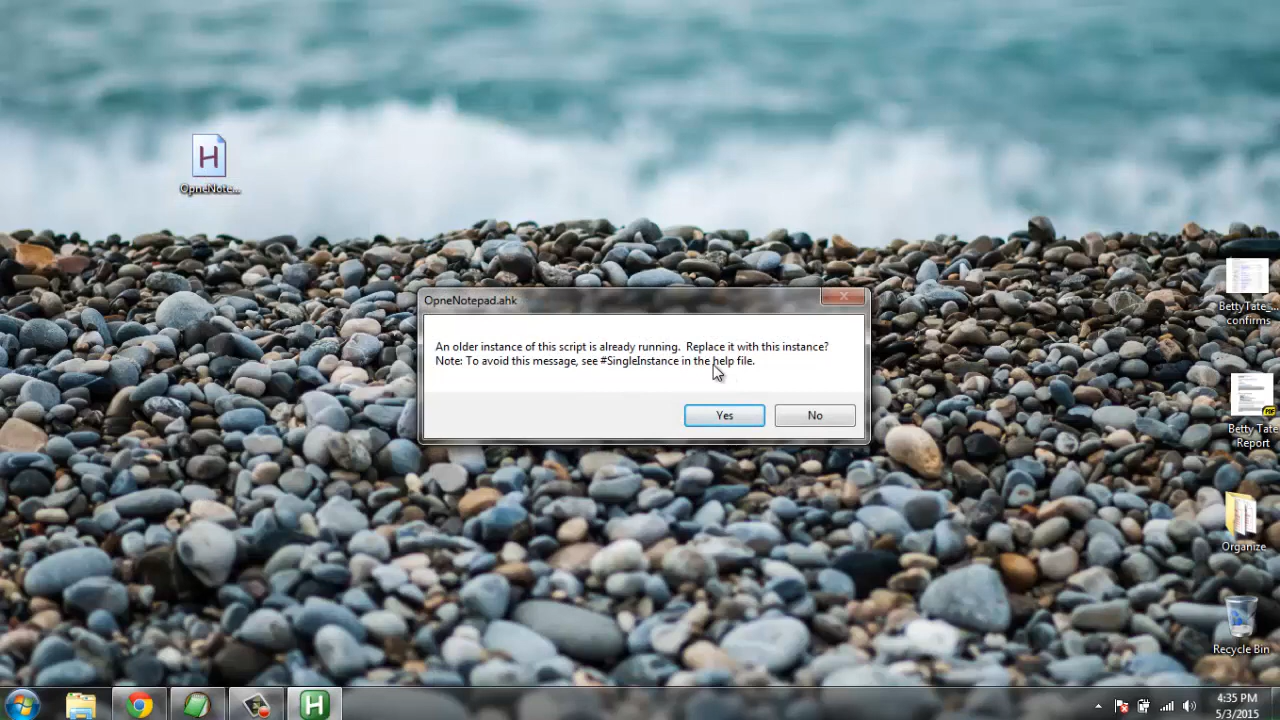 OpneNote...
OpneNotepad.ahk
An older instance of this script is already running.  Replace it with this instance?
Note: To avoid this message, see #SingleInstance in the help file.
Yes
No
BettyTate_...
confirms
PDF
Betty Tate
Report
Organize
Recycle Bin
4:35 PM
5/3/2015